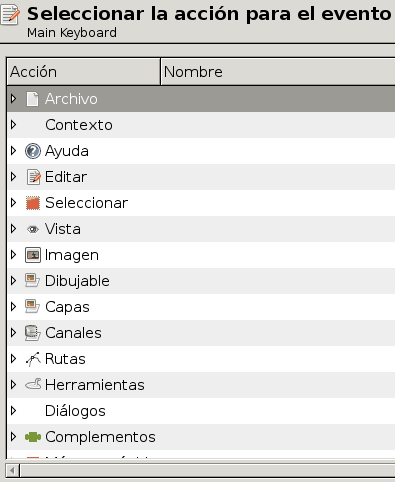 Seleccionar la acción para el evento
Main Keyboard
Acción Nombre
Archivo
Contexto
Ayuda
Editar
Seleccionar
Vista
Imagen
Dibujable
Capas
Canales
Rutas
Herramientas
Diálogos
Complementos